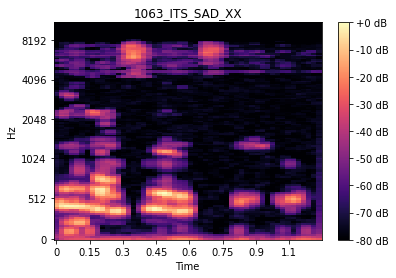 1063_ITS_SAD_XX
8192
4096
2048
1024
512
0
Hz
0
0.15
0.3
0.45
0.6
0.75
0.9
1.1
Time
+0 dB
-10 dB
-20 dB
-30 dB
-40 dB
-50 dB
-60 dB
-70 dB
-80 dB